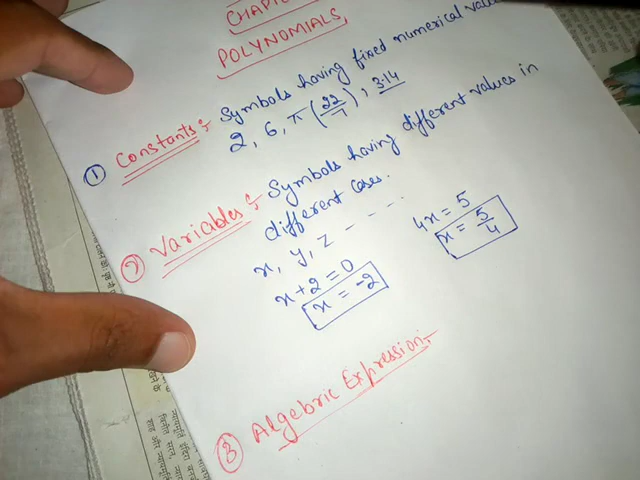 CHAPT
POLYNOMIALS
① Constants :- Symbols having fixed numerical value
2, 6, π (22/7), 3.14
② Variables :- Symbols having different values in
different cases.
x, y, z - - - -
x + 2 = 0
x = -2
4x = 5
x = 5/4
③ Algebric Expression:-